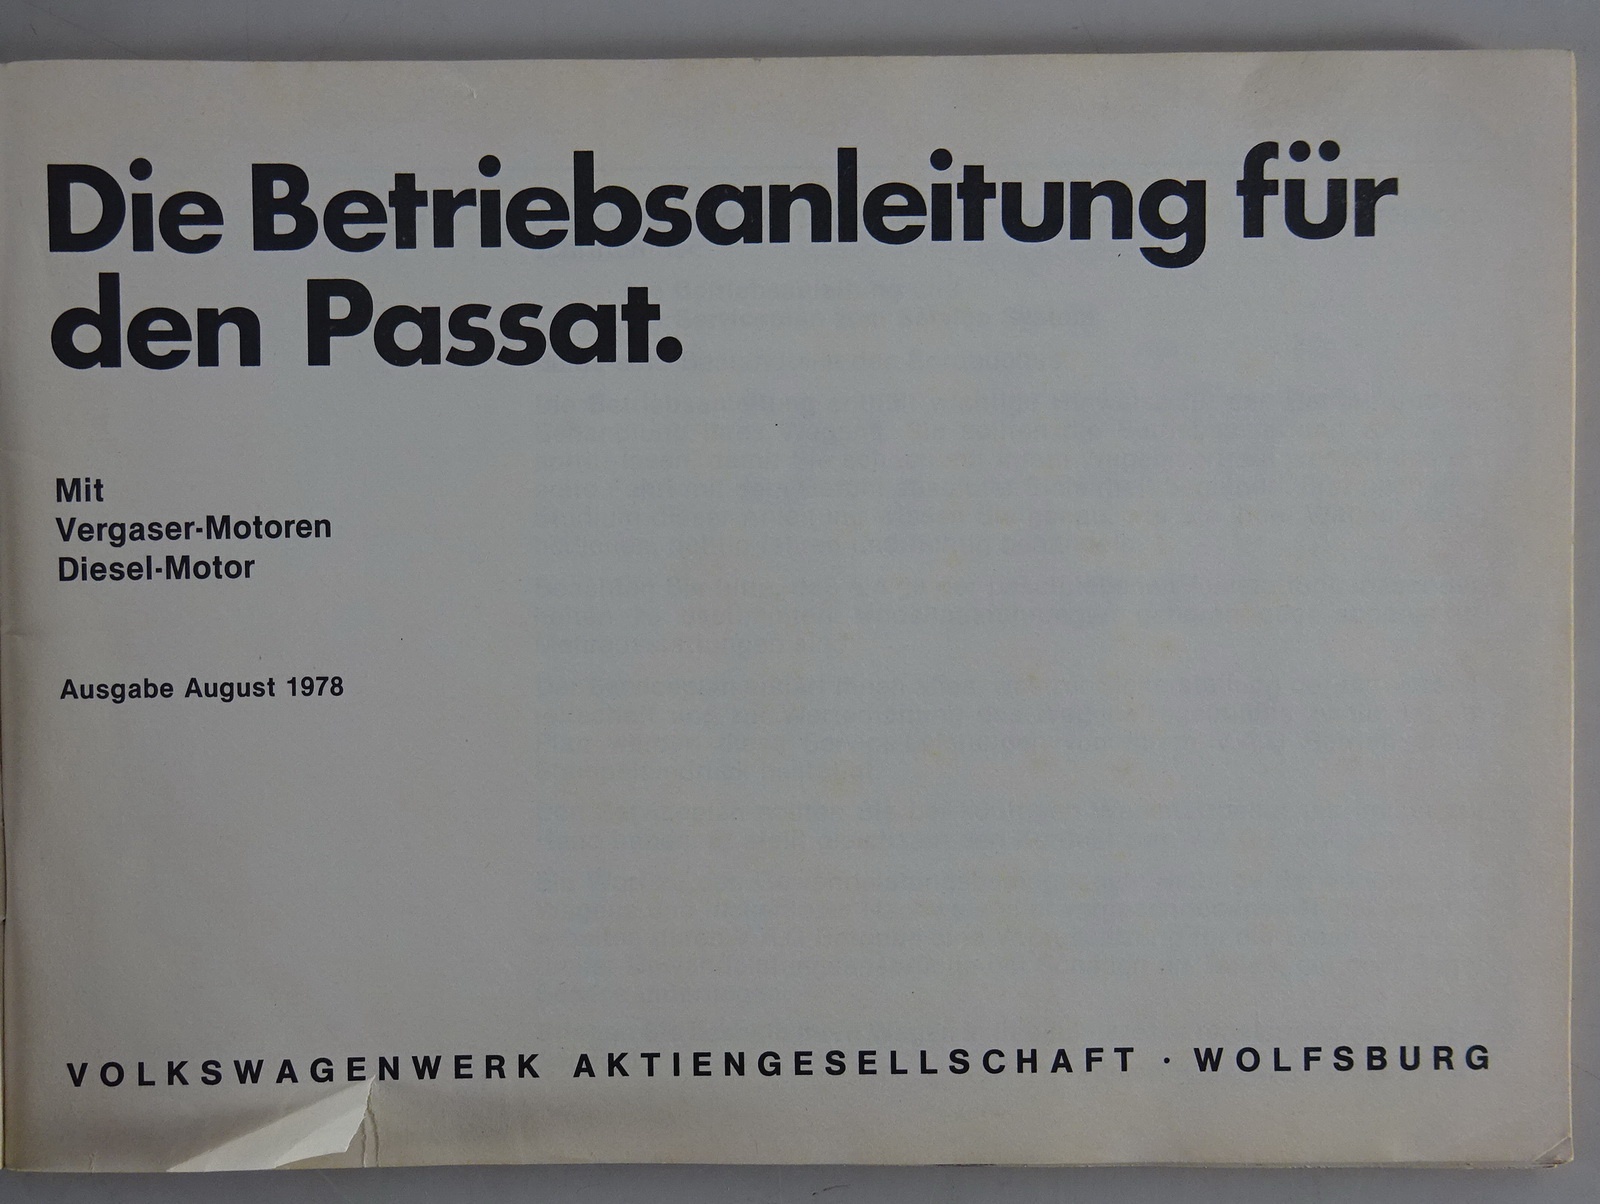 Die Betriebsanleitung für
den Passat.
Mit
Vergaser-Motoren
Diesel-Motor
Ausgabe August 1978
VOLKSWAGENWERK AKTIENGESELLSCHAFT · WOLFSBURG